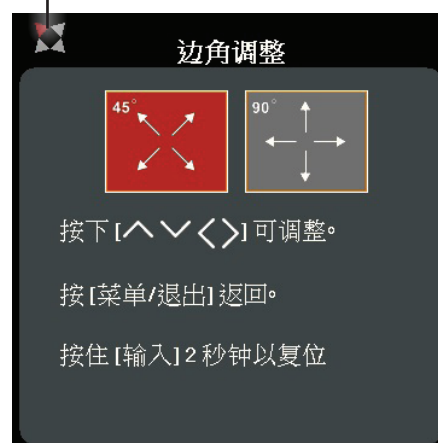 边角调整
45° 90°
按下 [∧∨<>] 可调整。
按 [菜单/退出] 返回。
按住 [输入] 2 秒钟以复位